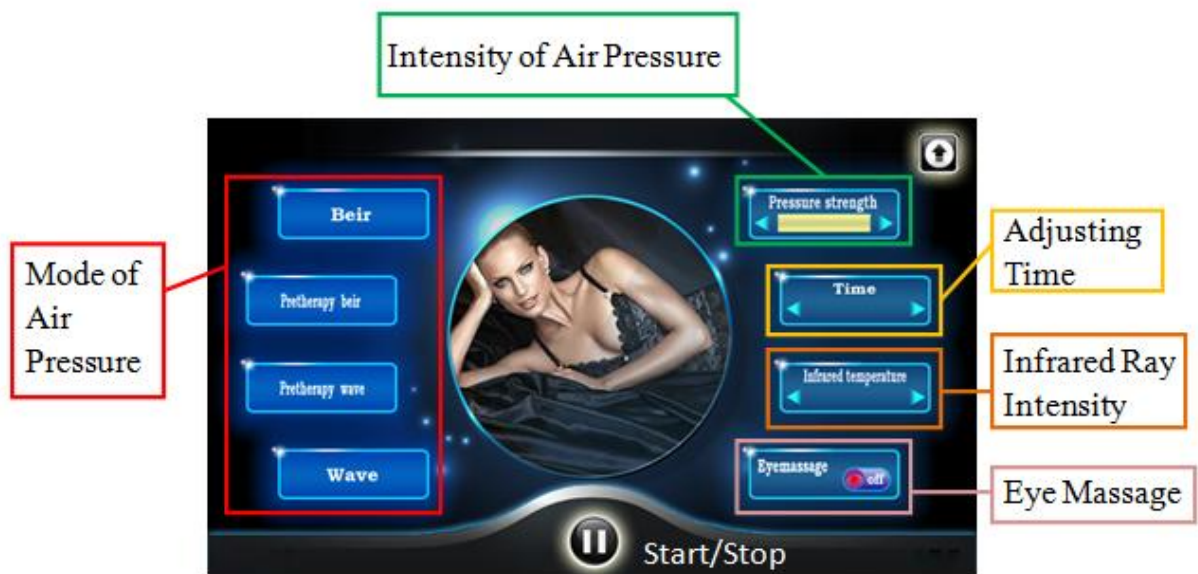 Intensity of Air Pressure
Mode of
Air
Pressure
Beir
Pretherapy beir
Pretherapy wave
Wave
Pressure strength
Time
Infrared temperature
Eyemassage
off
Adjusting
Time
Infrared Ray
Intensity
Eye Massage
Start/Stop